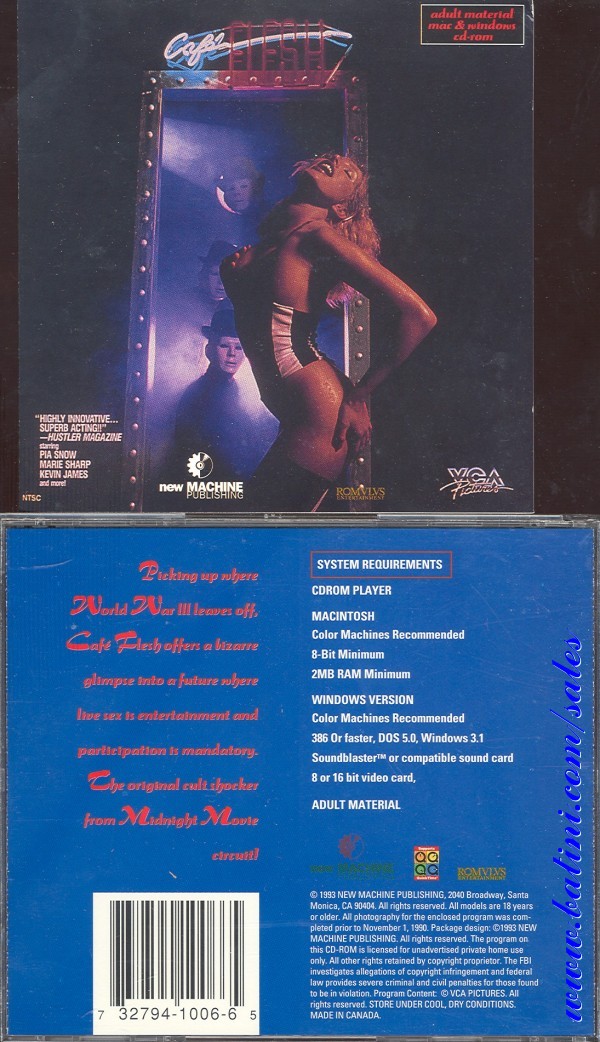 Café FLESH
adult material
mac & windows
cd-rom
"HIGHLY INNOVATIVE...
SUPERB ACTING!!"
—HUSTLER MAGAZINE
starring
PIA SNOW
MARIE SHARP
KEVIN JAMES
and more!
NTSC
new MACHINE
PUBLISHING
ROMVLVS
ENTERTAINMENT
VCA
Pictures
Picking up where
World War III leaves off,
Café Flesh offers a bizarre
glimpse into a future where
live sex is entertainment and
participation is mandatory.
The original cult shocker
from Midnight Movie
circuit!
SYSTEM REQUIREMENTS
CDROM PLAYER
MACINTOSH
Color Machines Recommended
8-Bit Minimum
2MB RAM Minimum
WINDOWS VERSION
Color Machines Recommended
386 Or faster, DOS 5.0, Windows 3.1
Soundblaster™ or compatible sound card
8 or 16 bit video card,
ADULT MATERIAL
ROMVLVS
ENTERTAINMENT
© 1993 NEW MACHINE PUBLISHING, 2040 Broadway, Santa
Monica, CA 90404. All rights reserved. All models are 18 years
or older. All photography for the enclosed program was com-
pleted prior to November 1, 1990. Package design: ©1993 NEW
MACHINE PUBLISHING. All rights reserved. The program on
this CD-ROM is licensed for unadvertised private home use
only. All other rights retained by copyright proprietor. The FBI
investigates allegations of copyright infringement and federal
law provides severe criminal and civil penalties for those found
to be in violation. Program Content: © VCA PICTURES. All
rights reserved. STORE UNDER COOL, DRY CONDITIONS.
MADE IN CANADA.
7 32794-1006-6 5
www.batini.com/sales